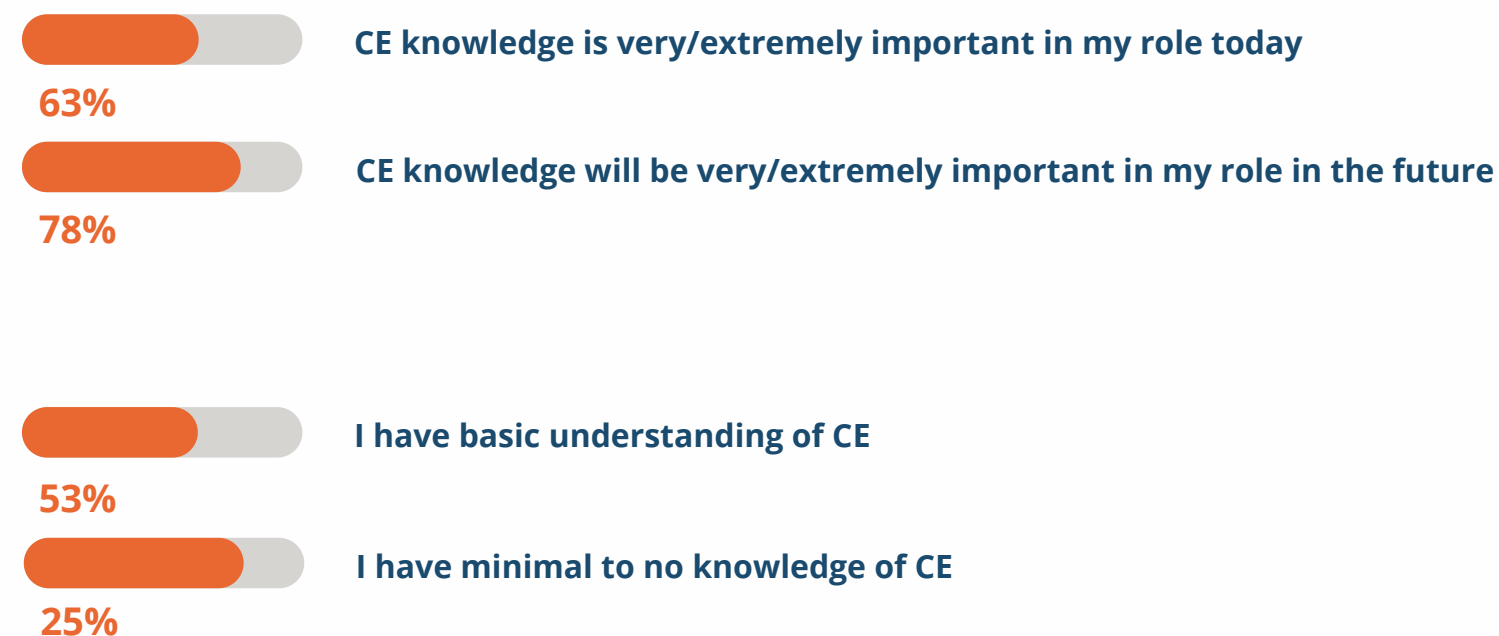 CE knowledge is very/extremely important in my role today
63%
CE knowledge will be very/extremely important in my role in the future
78%
I have basic understanding of CE
53%
I have minimal to no knowledge of CE
25%